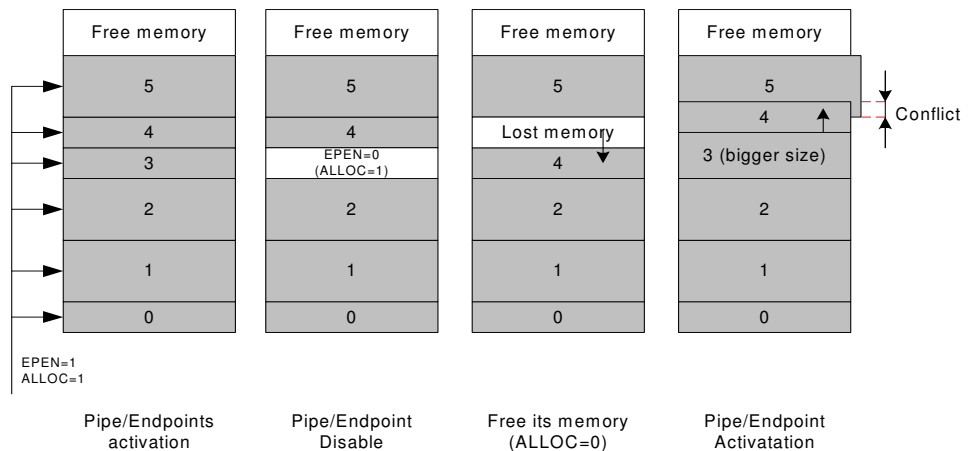 Free memory
5
4
3
2
1
0
EPEN=1
ALLOC=1
Pipe/Endpoints
activation
Free memory
5
4
EPEN=0
(ALLOC=1)
2
1
0
Pipe/Endpoint
Disable
Free memory
5
Lost memory
4
2
1
0
Free its memory
(ALLOC=0)
Free memory
5
4
Conflict
3 (bigger size)
2
1
0
Pipe/Endpoint
Activatation